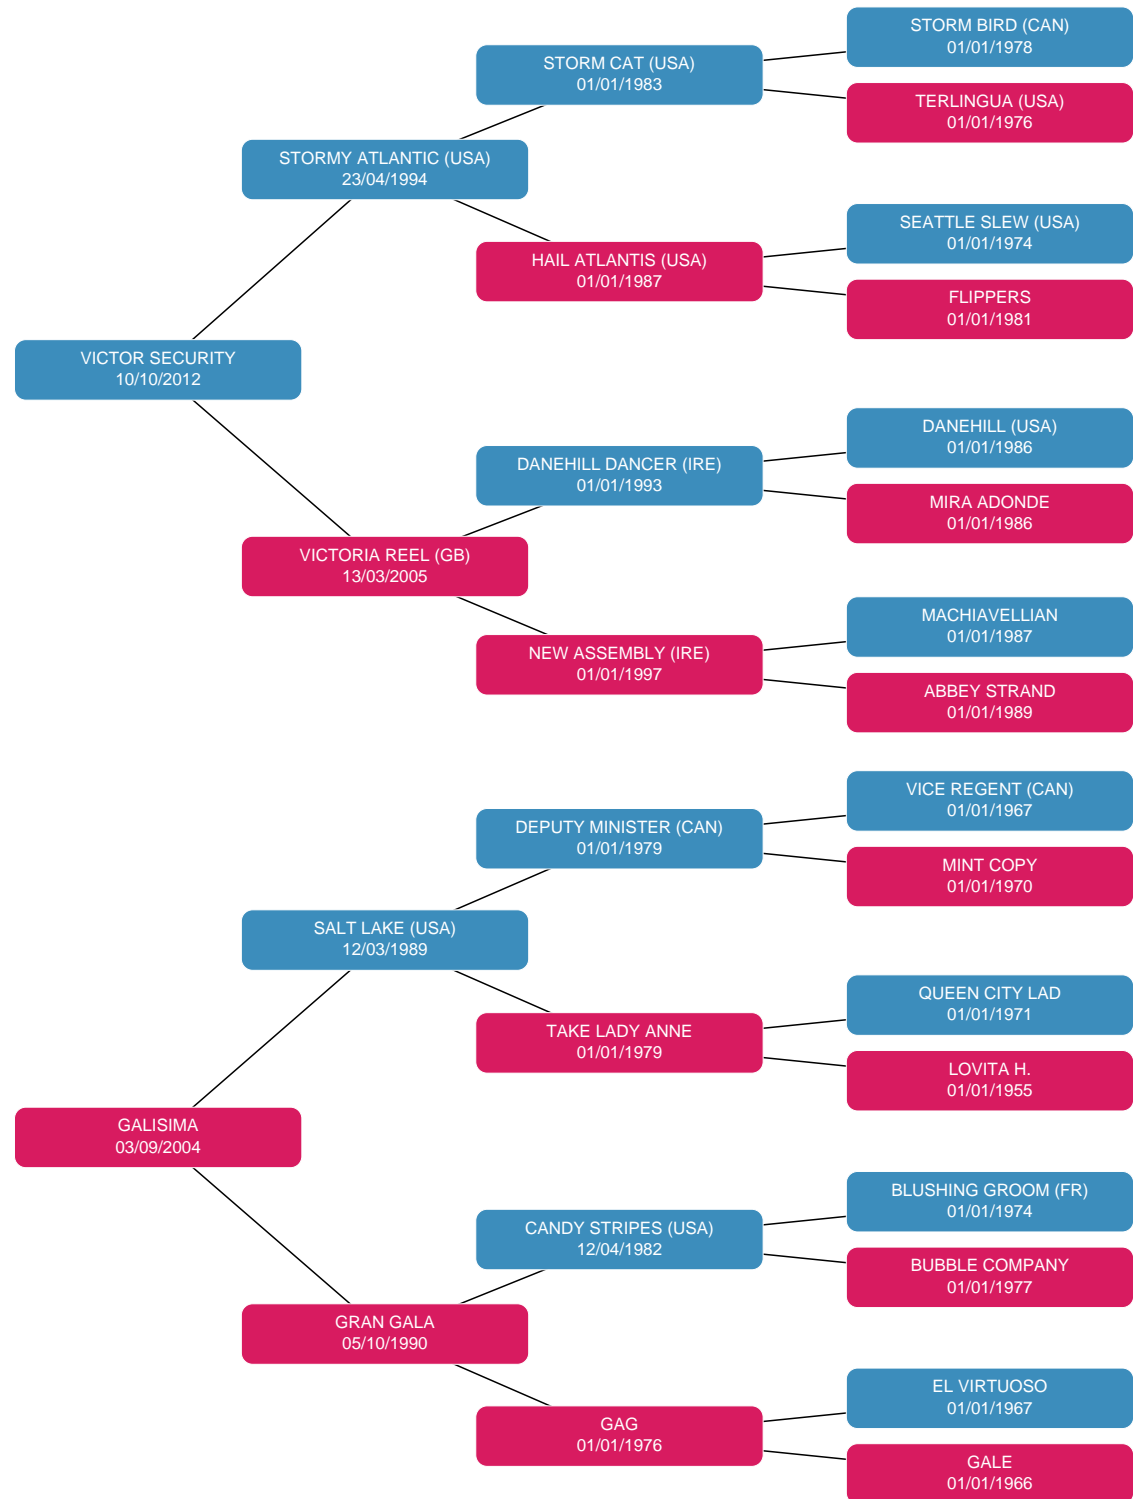 STORM BIRD (CAN)
01/01/1978
STORM CAT (USA)
01/01/1983
TERLINGUA (USA)
01/01/1976
STORMY ATLANTIC (USA)
23/04/1994
SEATTLE SLEW (USA)
01/01/1974
HAIL ATLANTIS (USA)
01/01/1987
FLIPPERS
01/01/1981
VICTOR SECURITY
10/10/2012
DANEHILL (USA)
01/01/1986
DANEHILL DANCER (IRE)
01/01/1993
MIRA ADONDE
01/01/1986
VICTORIA REEL (GB)
13/03/2005
MACHIAVELLIAN
01/01/1987
NEW ASSEMBLY (IRE)
01/01/1997
ABBEY STRAND
01/01/1989
VICE REGENT (CAN)
01/01/1967
DEPUTY MINISTER (CAN)
01/01/1979
MINT COPY
01/01/1970
SALT LAKE (USA)
12/03/1989
QUEEN CITY LAD
01/01/1971
TAKE LADY ANNE
01/01/1979
LOVITA H.
01/01/1955
GALISIMA
03/09/2004
BLUSHING GROOM (FR)
01/01/1974
CANDY STRIPES (USA)
12/04/1982
BUBBLE COMPANY
01/01/1977
GRAN GALA
05/10/1990
EL VIRTUOSO
01/01/1967
GAG
01/01/1976
GALE
01/01/1966